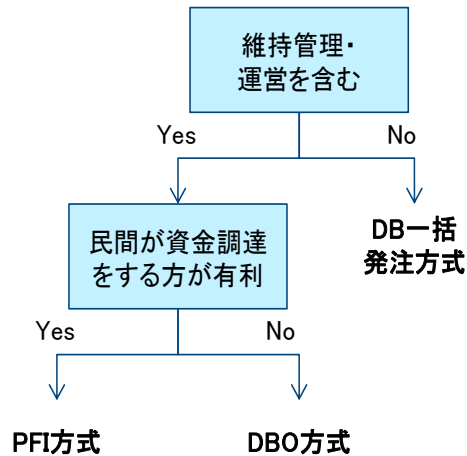 維持管理・
運営を含む
Yes
No
民間が資金調達
をする方が有利
DB一括
発注方式
Yes
No
PFI方式
DBO方式